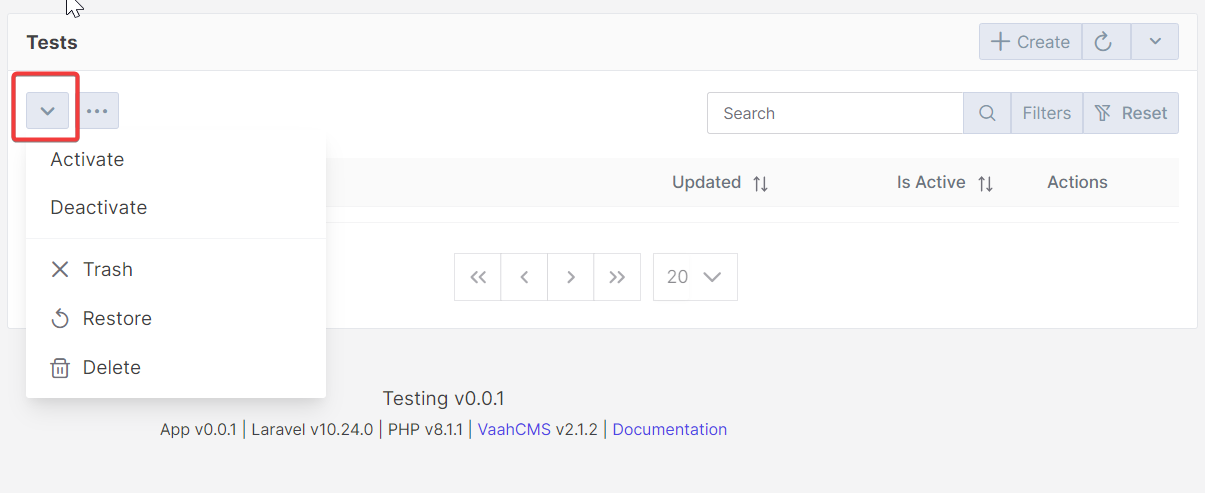 Tests
Create
Search
Filters
Reset
Activate
Updated
Is Active
Actions
Deactivate
Trash
20
Restore
Delete
Testing v0.0.1
App v0.0.1 | Laravel v10.24.0 | PHP v8.1.1 | VaahCMS v2.1.2 | Documentation